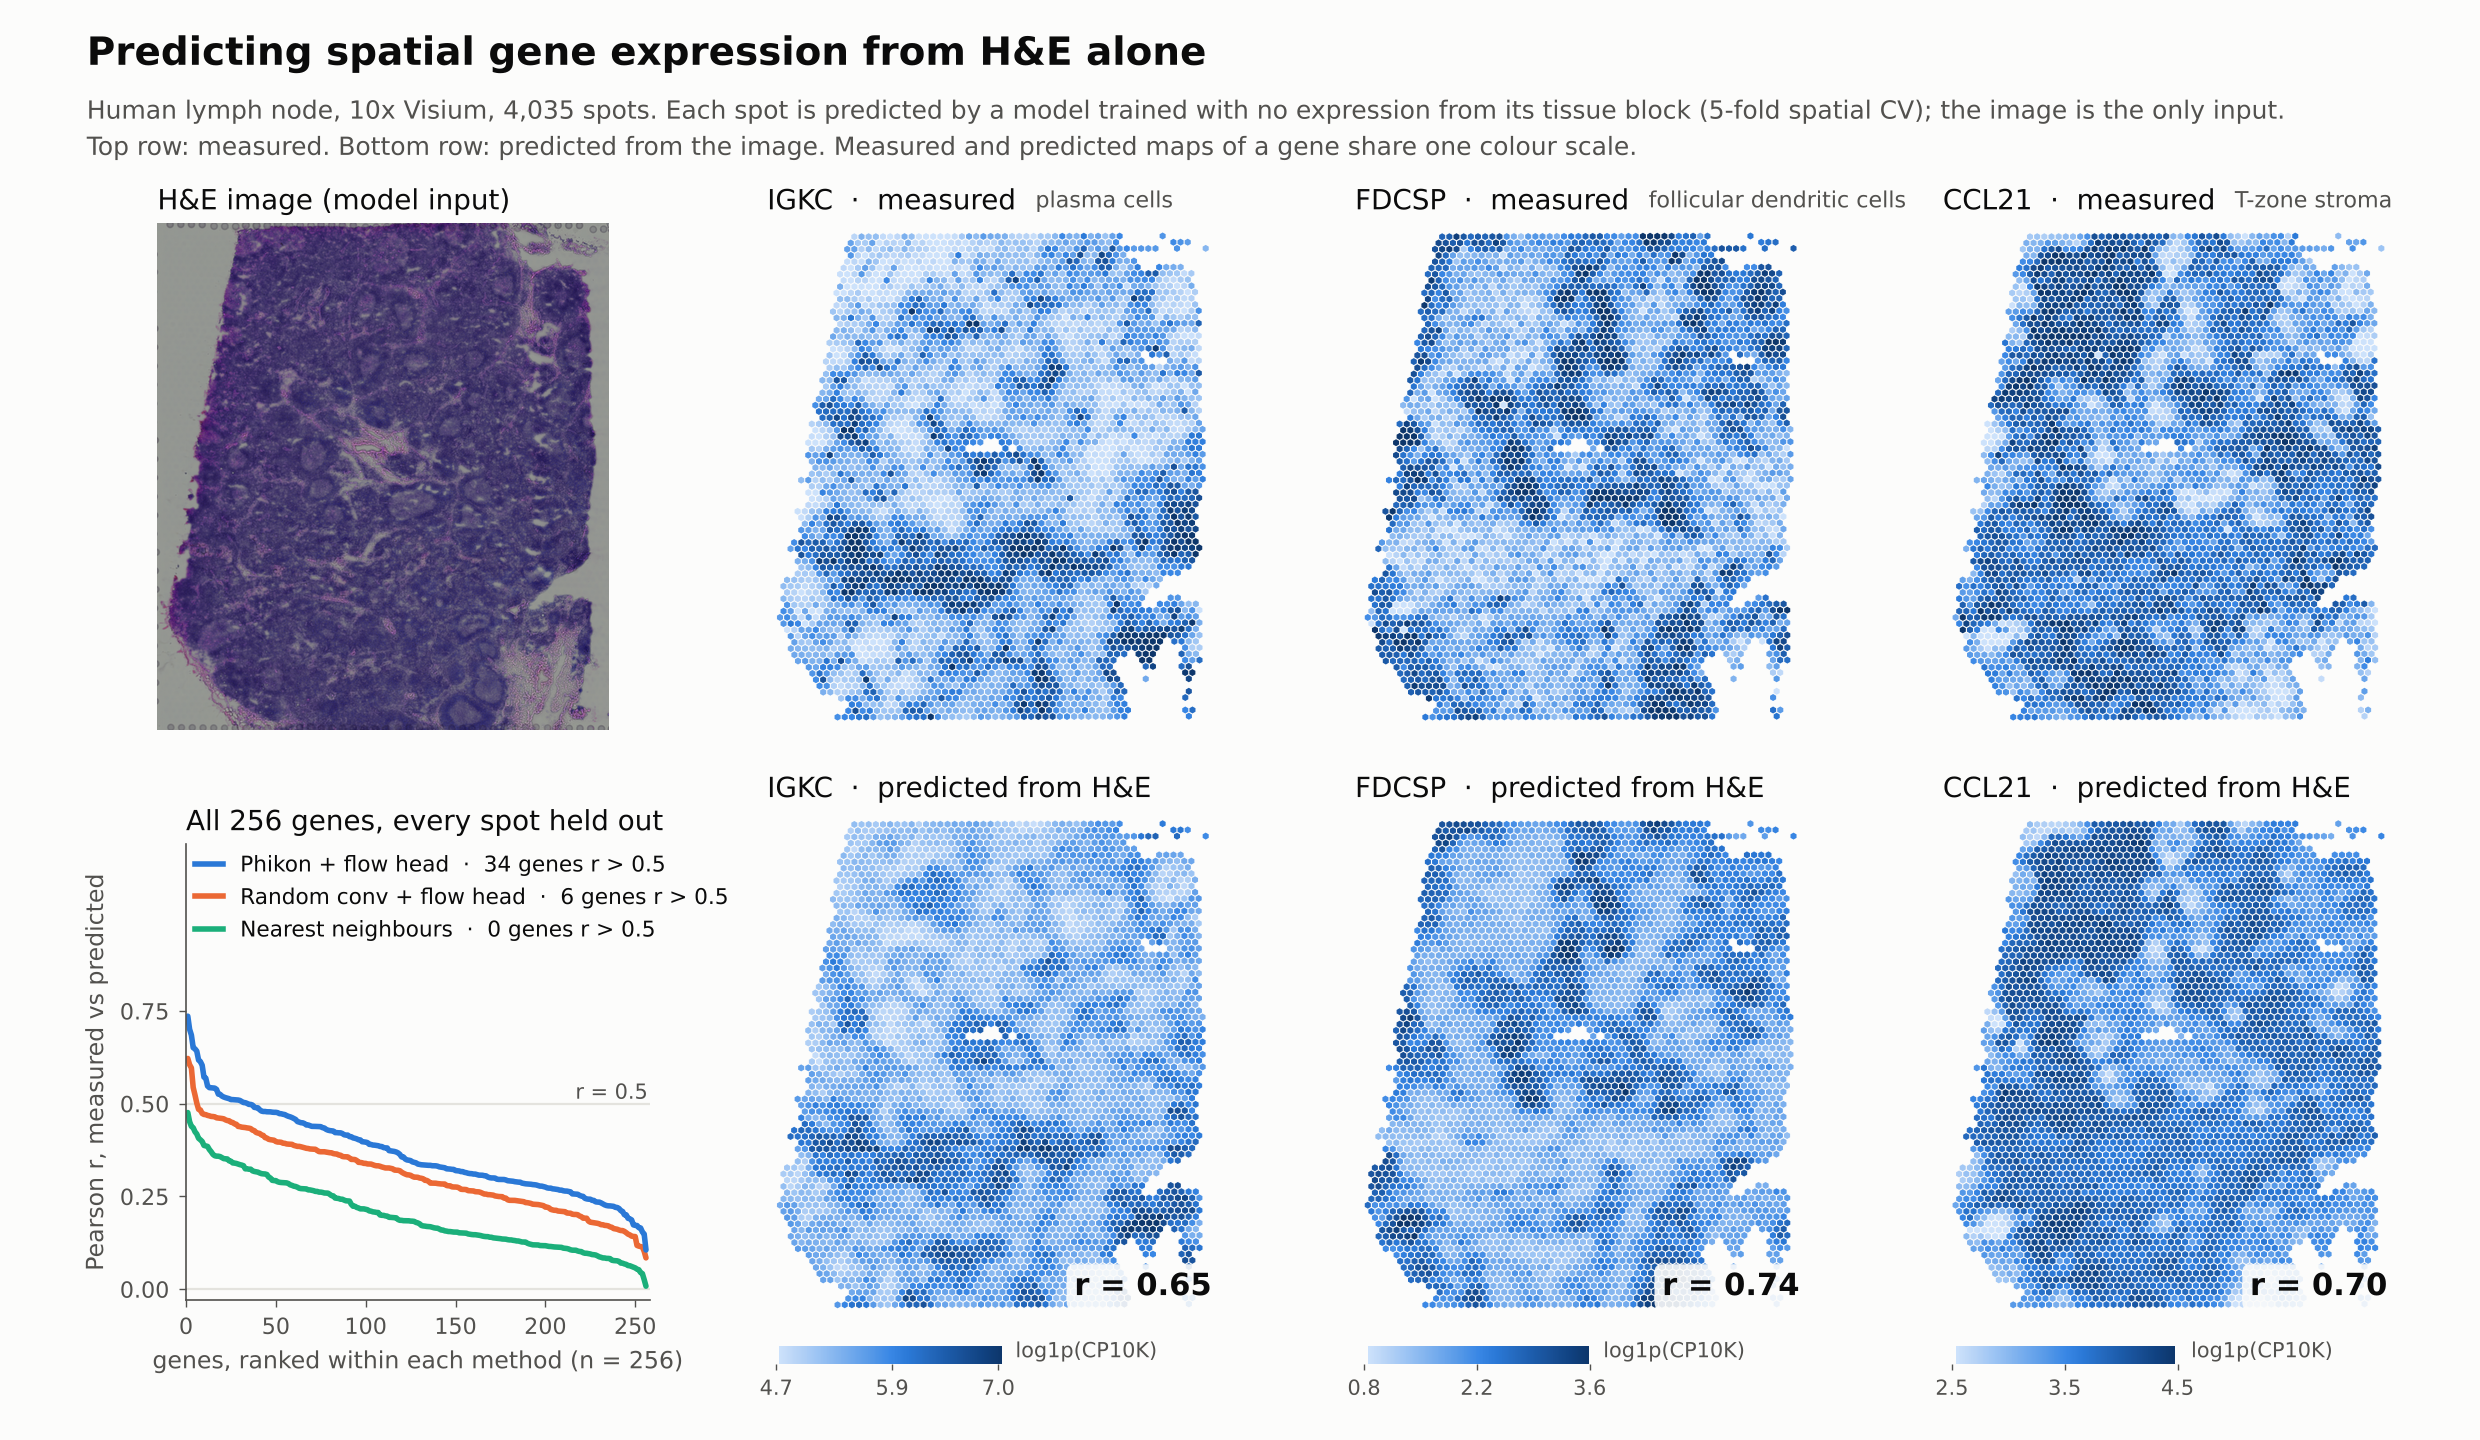 Predicting spatial gene expression from H&E alone
Human lymph node, 10x Visium, 4,035 spots. Each spot is predicted by a model trained with no expression from its tissue block (5-fold spatial CV); the image is the only input.
Top row: measured. Bottom row: predicted from the image. Measured and predicted maps of a gene share one colour scale.
H&E image (model input)
IGKC · measured plasma cells
FDCSP · measured follicular dendritic cells
CCL21 · measured T-zone stroma
IGKC · predicted from H&E
FDCSP · predicted from H&E
CCL21 · predicted from H&E
All 256 genes, every spot held out
Phikon + flow head · 34 genes r > 0.5
Random conv + flow head · 6 genes r > 0.5
Nearest neighbours · 0 genes r > 0.5
Pearson r, measured vs predicted
0.75
0.50
0.25
0.00
r = 0.5
0 50 100 150 200 250
genes, ranked within each method (n = 256)
r = 0.65
r = 0.74
r = 0.70
log1p(CP10K)
4.7 5.9 7.0
log1p(CP10K)
0.8 2.2 3.6
log1p(CP10K)
2.5 3.5 4.5